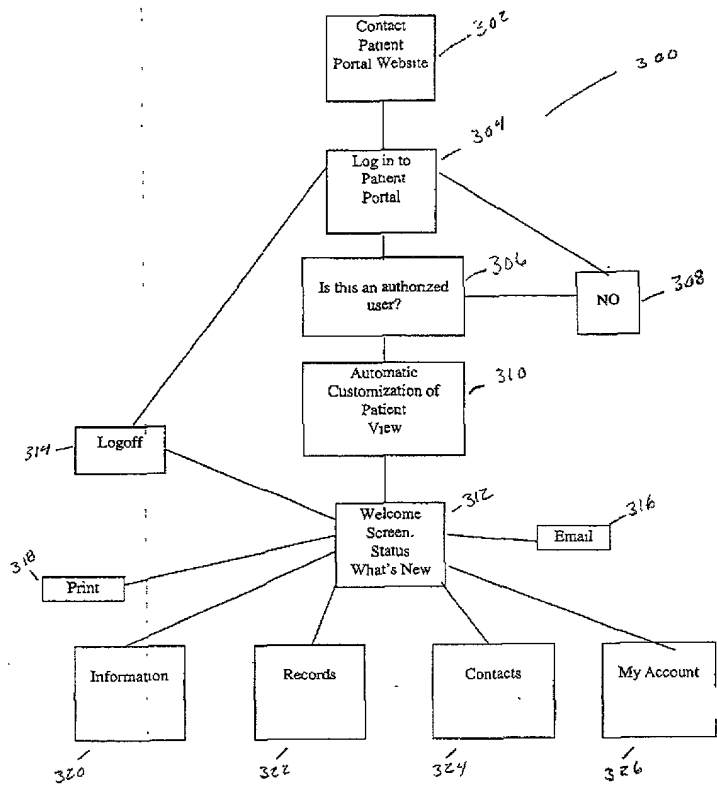 Contact
Patient
Portal Website
302
300
304
Log in to
Patient
Portal
306
Is this an authorized
user?
308
NO
310
Automatic
Customization of
Patient
View
314
Logoff
312
316
Welcome
Screen.
Status
What's New
Email
318
Print
Information
Records
Contacts
My Account
320
322
324
326